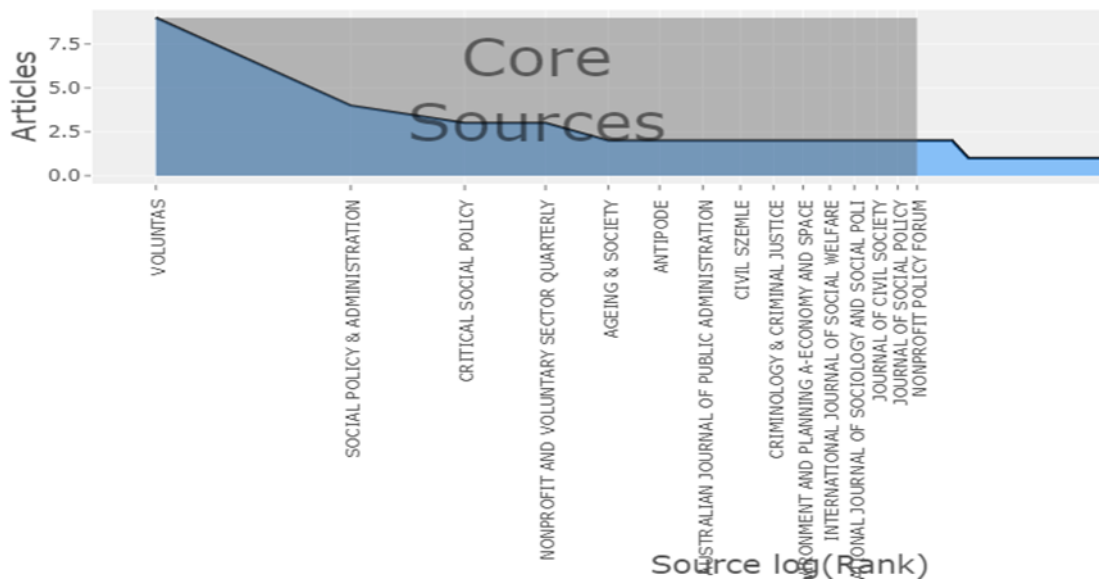 Core
Sources
Articles
7.5
5.0
2.5
0.0
VOLUNTAS
SOCIAL POLICY & ADMINISTRATION
CRITICAL SOCIAL POLICY
NONPROFIT AND VOLUNTARY SECTOR QUARTERLY
AGEING & SOCIETY
ANTIPODE
AUSTRALIAN JOURNAL OF PUBLIC ADMINISTRATION
CIVIL SZEMLE
CRIMINOLOGY & CRIMINAL JUSTICE
IRONMENT AND PLANNING A-ECONOMY AND SPACE
INTERNATIONAL JOURNAL OF SOCIAL WELFARE
ATIONAL JOURNAL OF SOCIOLOGY AND SOCIAL POLI
JOURNAL OF CIVIL SOCIETY
JOURNAL OF SOCIAL POLICY
NONPROFIT POLICY FORUM
Source log(Rank)